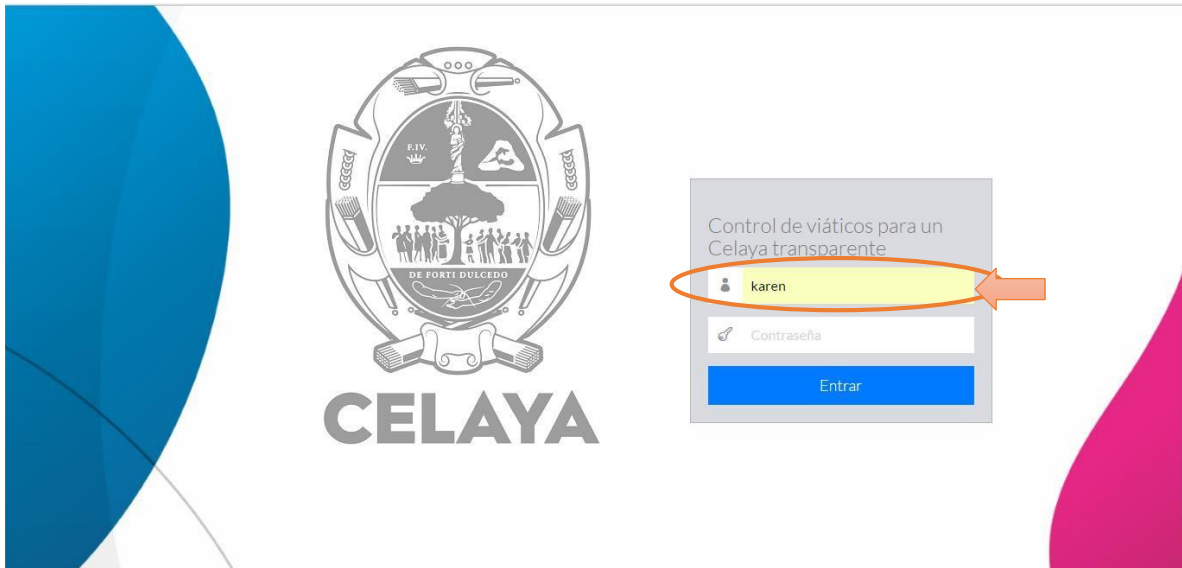 P.IV.
DE FORTI DULCEDO
CELAYA
Control de viáticos para un
Celaya transparente
karen
Contraseña
Entrar